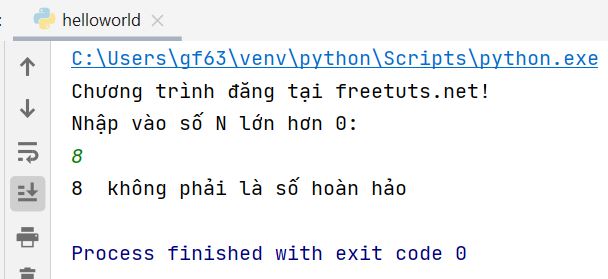 helloworld
C:\Users\gf63\venv\python\Scripts\python.exe
Chương trình đăng tại freetuts.net!
Nhập vào số N lớn hơn 0:
8
8  không phải là số hoàn hảo
Process finished with exit code 0